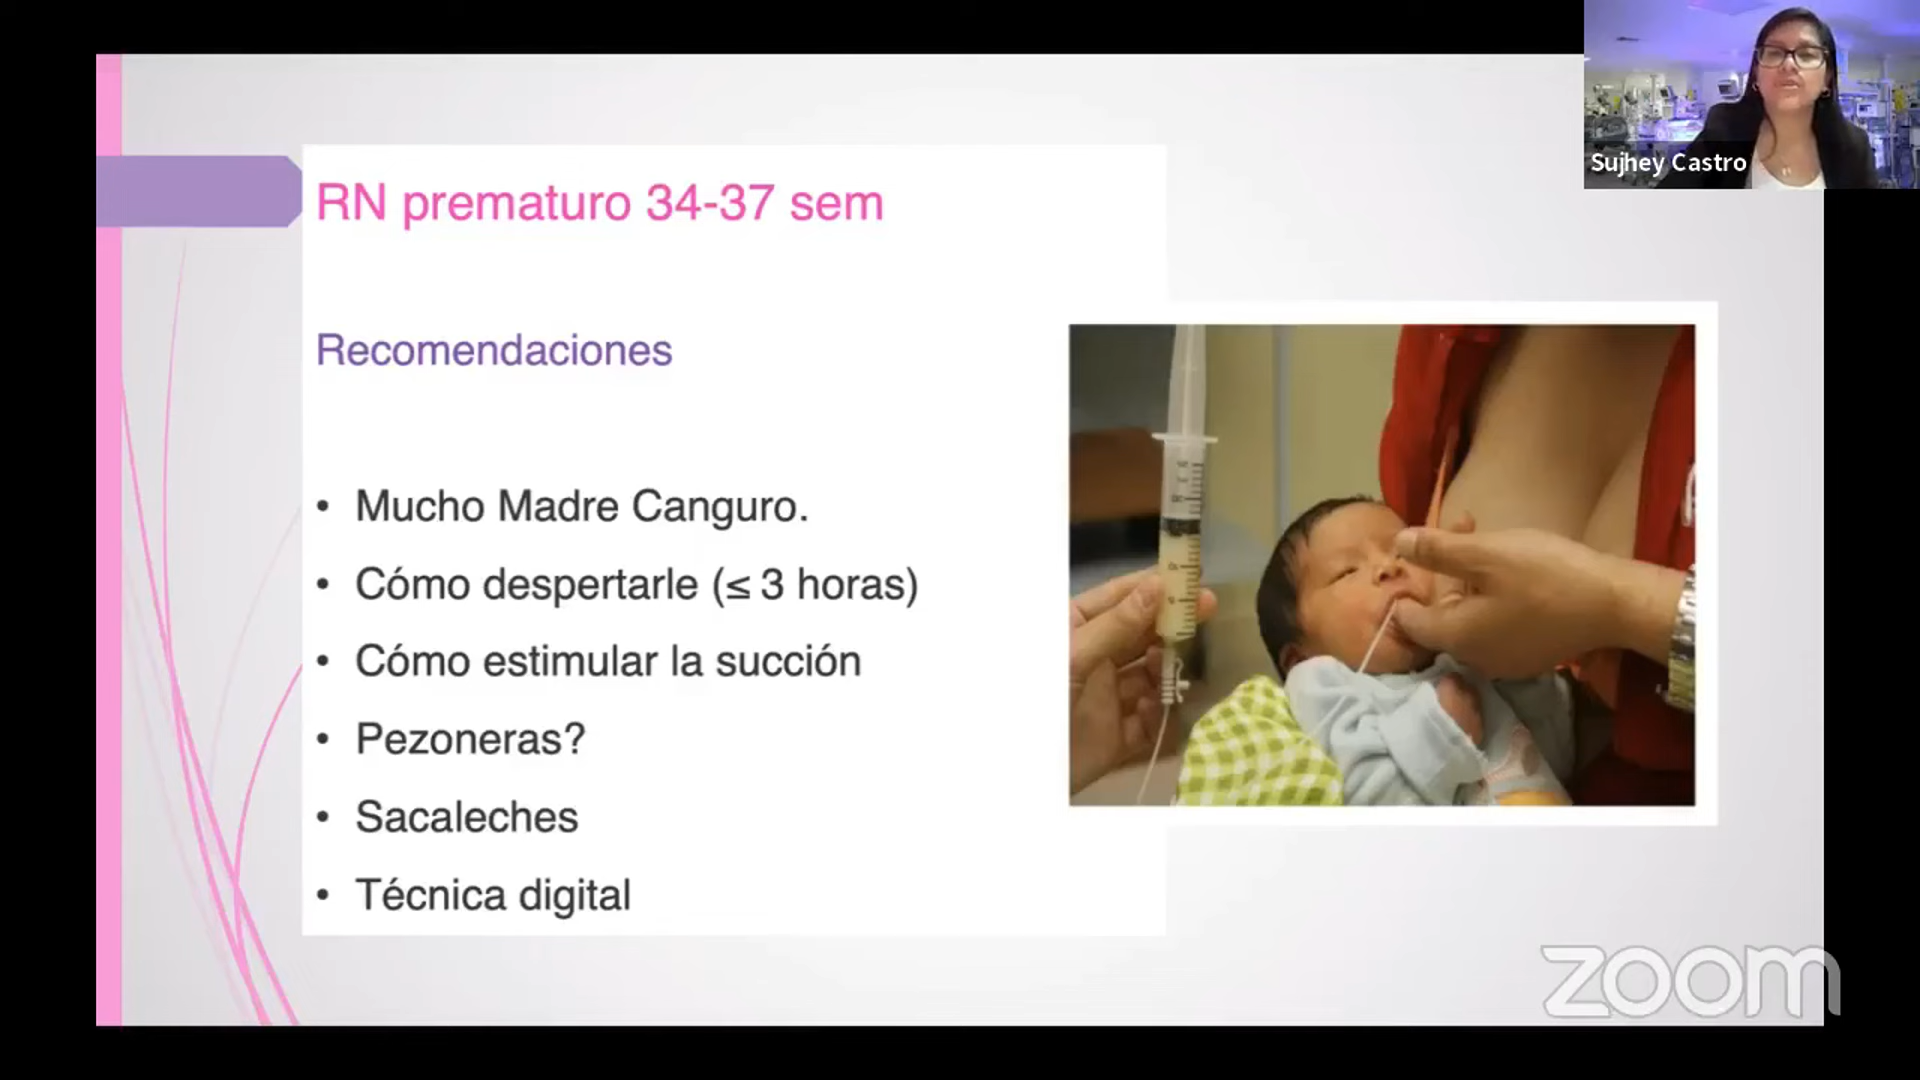 Sujhey Castro
RN prematuro 34-37 sem
Recomendaciones
• Mucho Madre Canguro.
• Cómo despertarle (≤ 3 horas)
• Cómo estimular la succión
• Pezoneras?
• Sacaleches
• Técnica digital
zoom